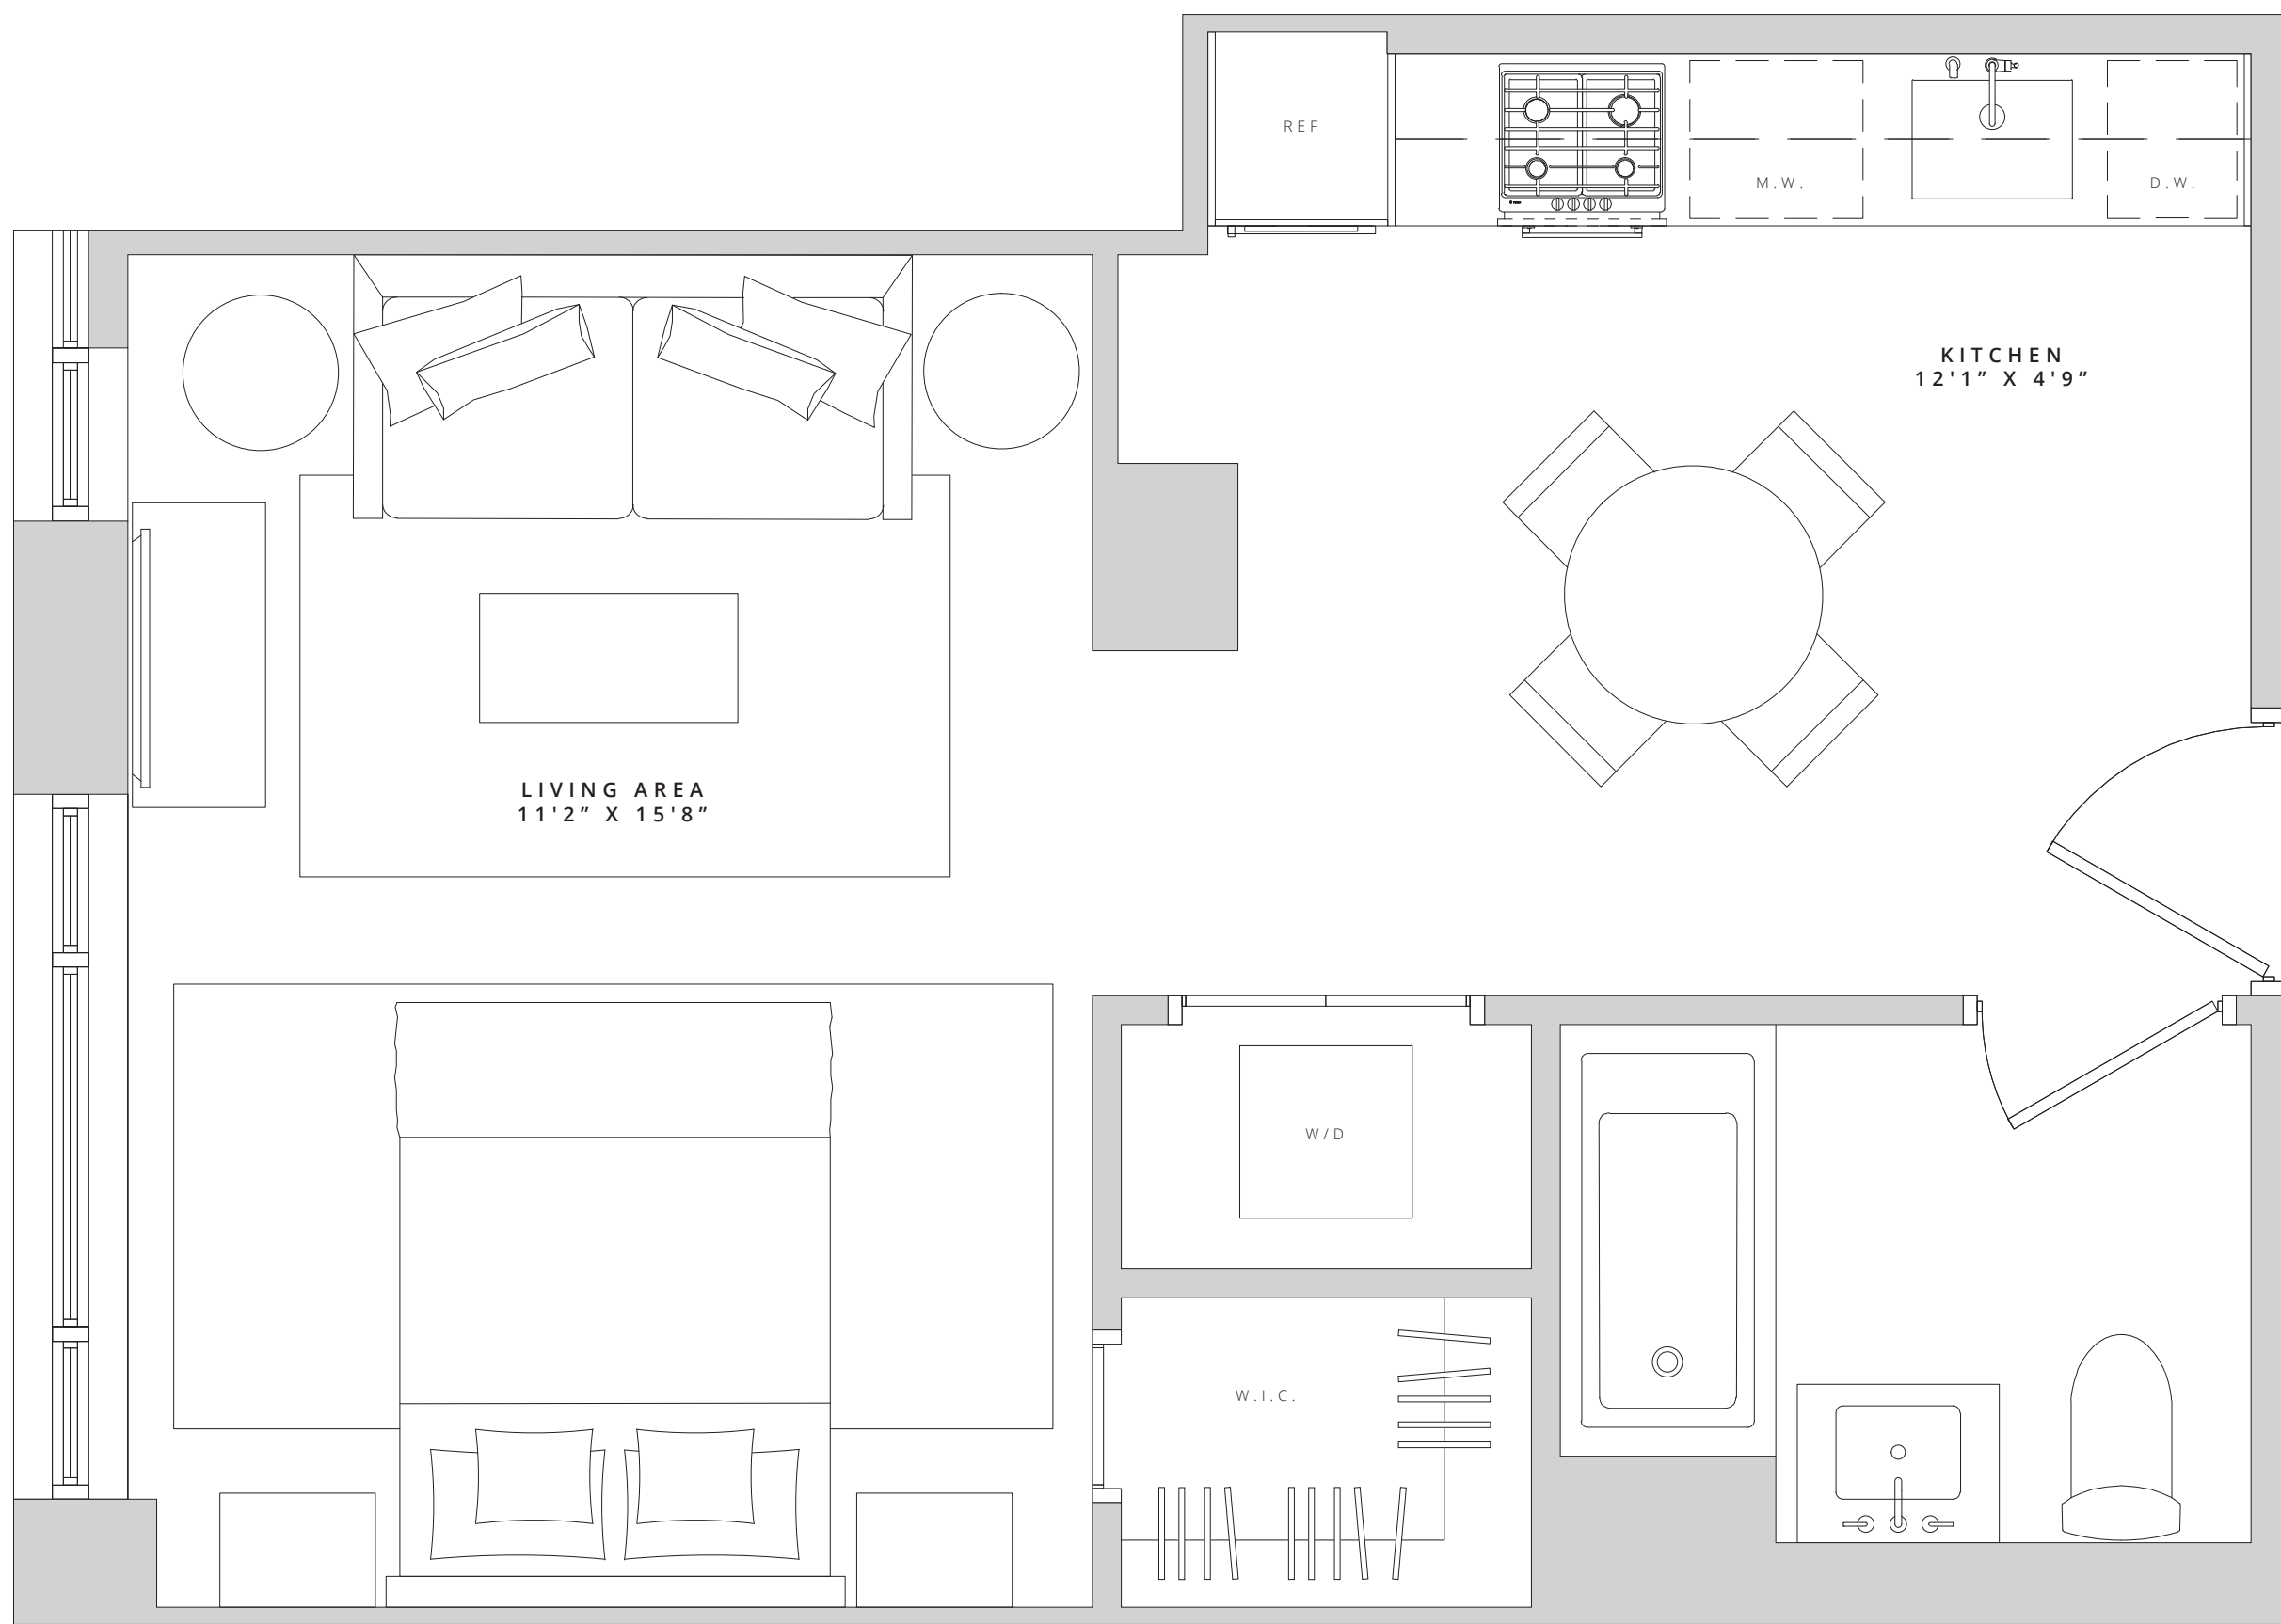 REF
M.W.
D.W.
KITCHEN
12'1” X 4'9”
LIVING AREA
11'2” X 15'8”
W/D
W.I.C.